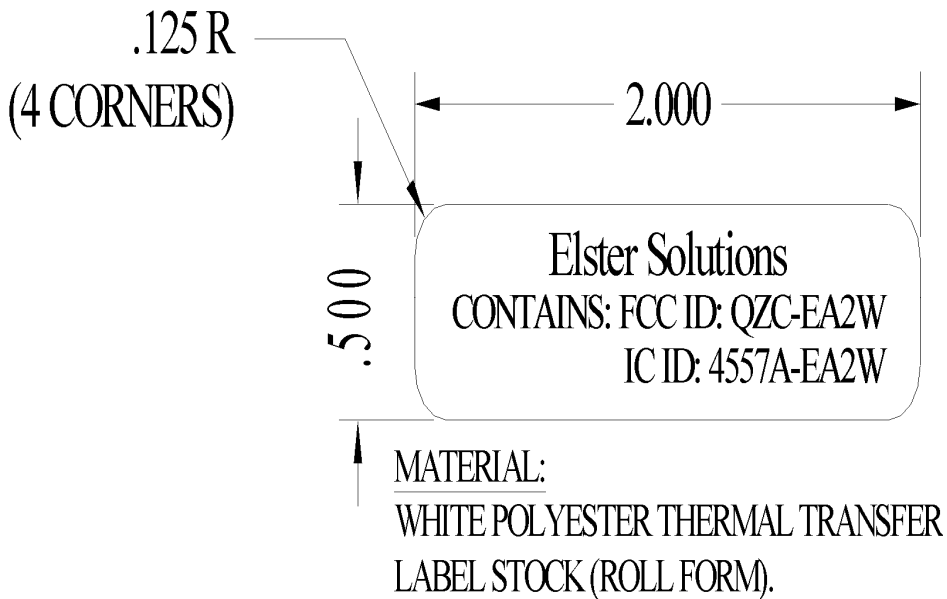 .125 R
(4 CORNERS)
2.000
.500
Elster Solutions
CONTAINS: FCC ID: QZC-EA2W
IC ID: 4557A-EA2W
MATERIAL:
WHITE POLYESTER THERMAL TRANSFER
LABEL STOCK (ROLL FORM).